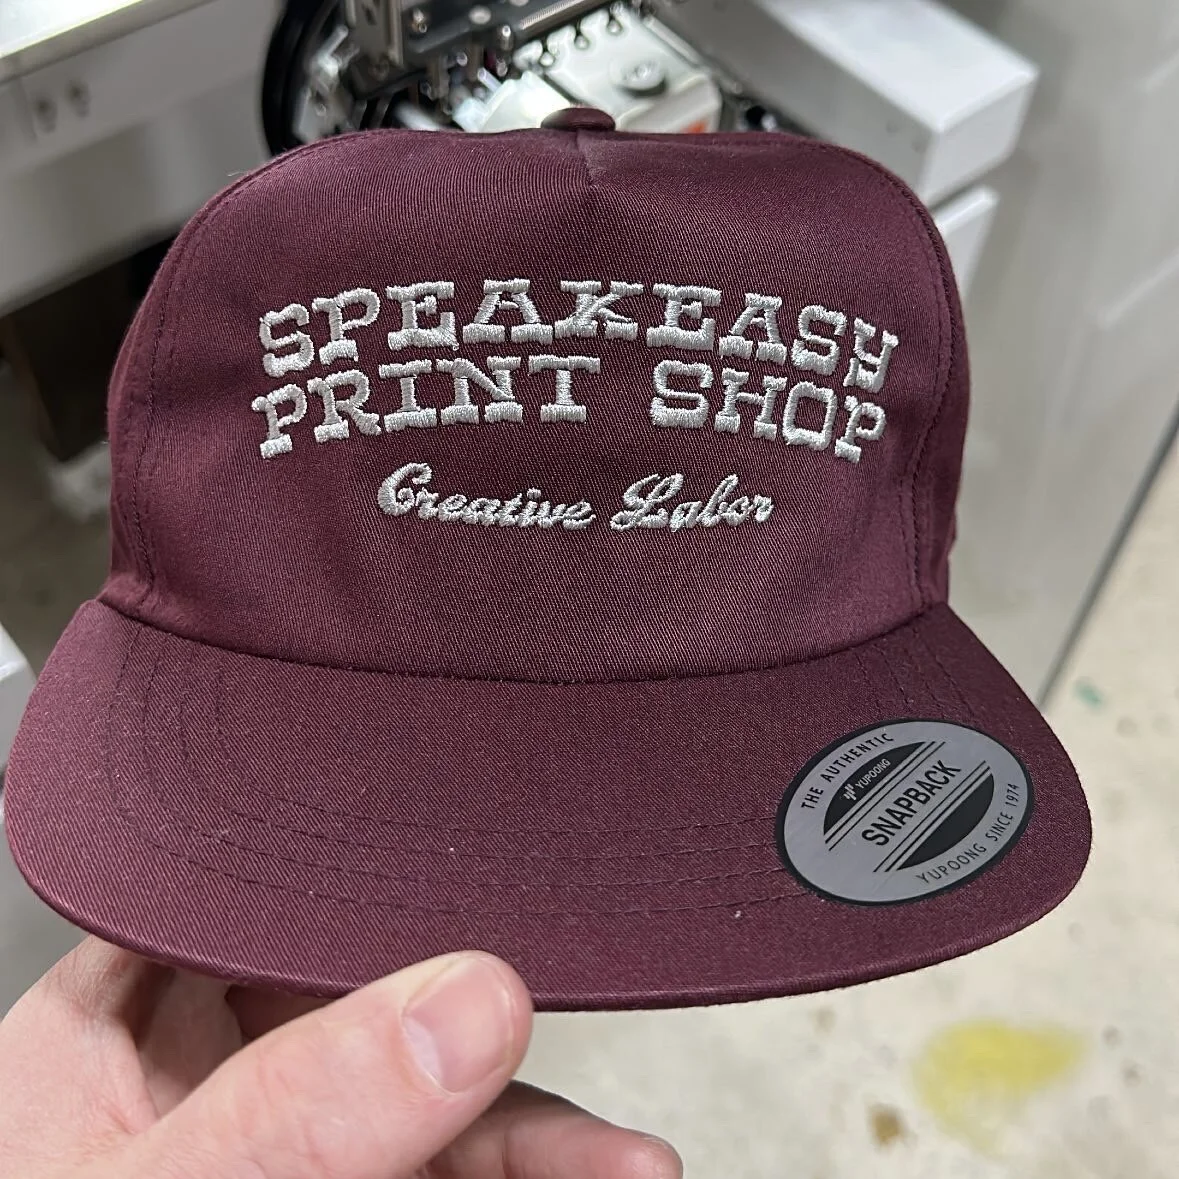 SPEAKEASY
PRINT SHOP
Creative Labor
THE AUTHENTIC
YUPOONG
SNAPBACK
YUPOONG SINCE 1974